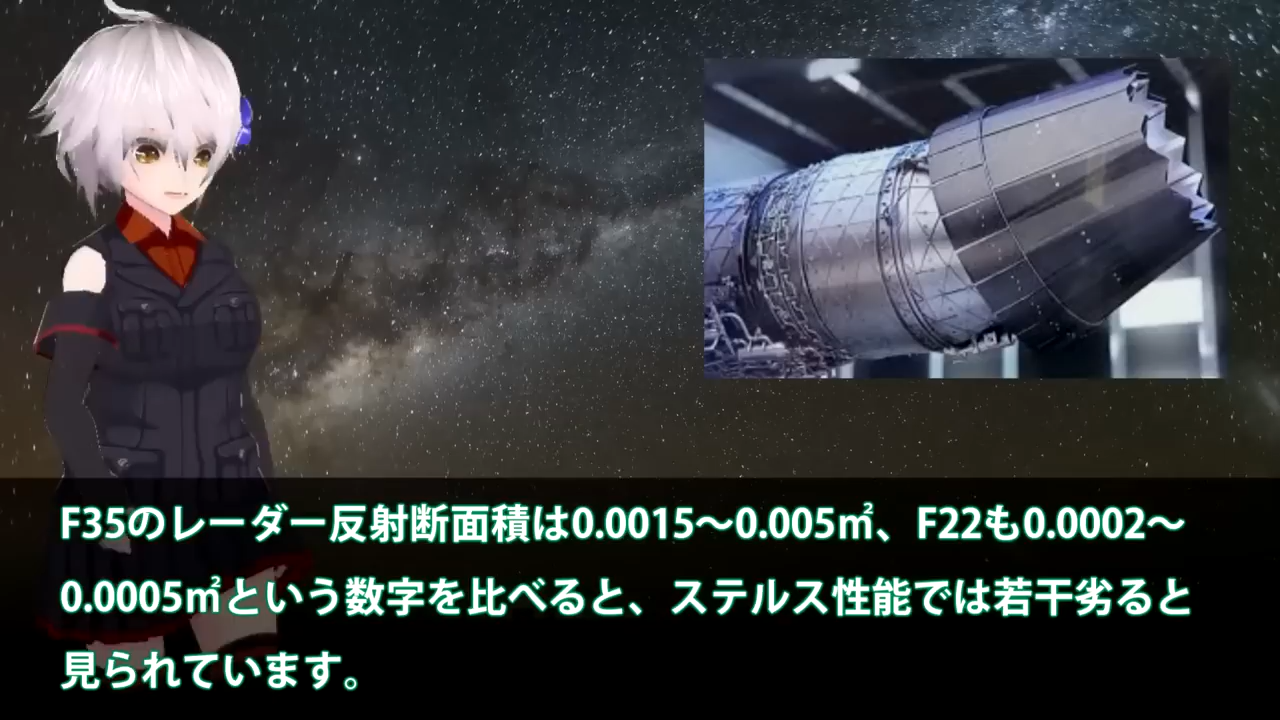 F35のレーダー反射断面積は0.0015～0.005㎡、F22も0.0002～
0.0005㎡という数字を比べると、ステルス性能では若干劣ると
見られています。